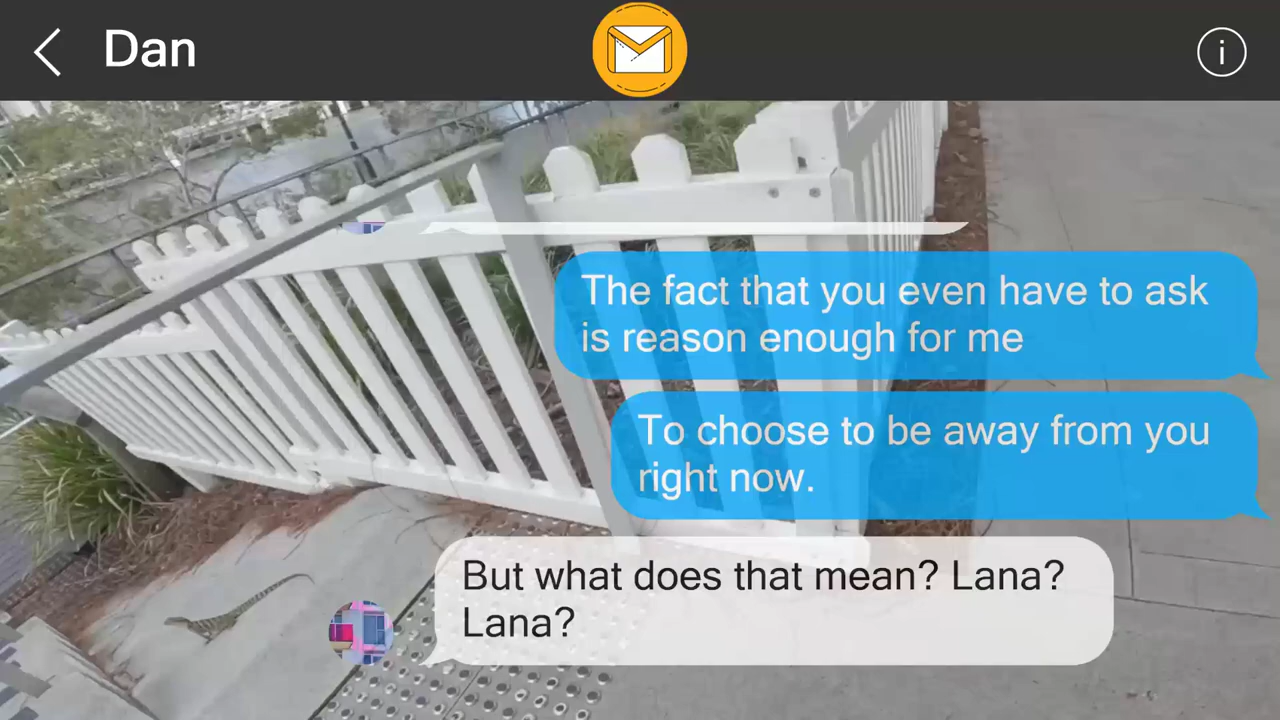 Dan
i
The fact that you even have to ask
is reason enough for me
To choose to be away from you
right now.
But what does that mean? Lana?
Lana?